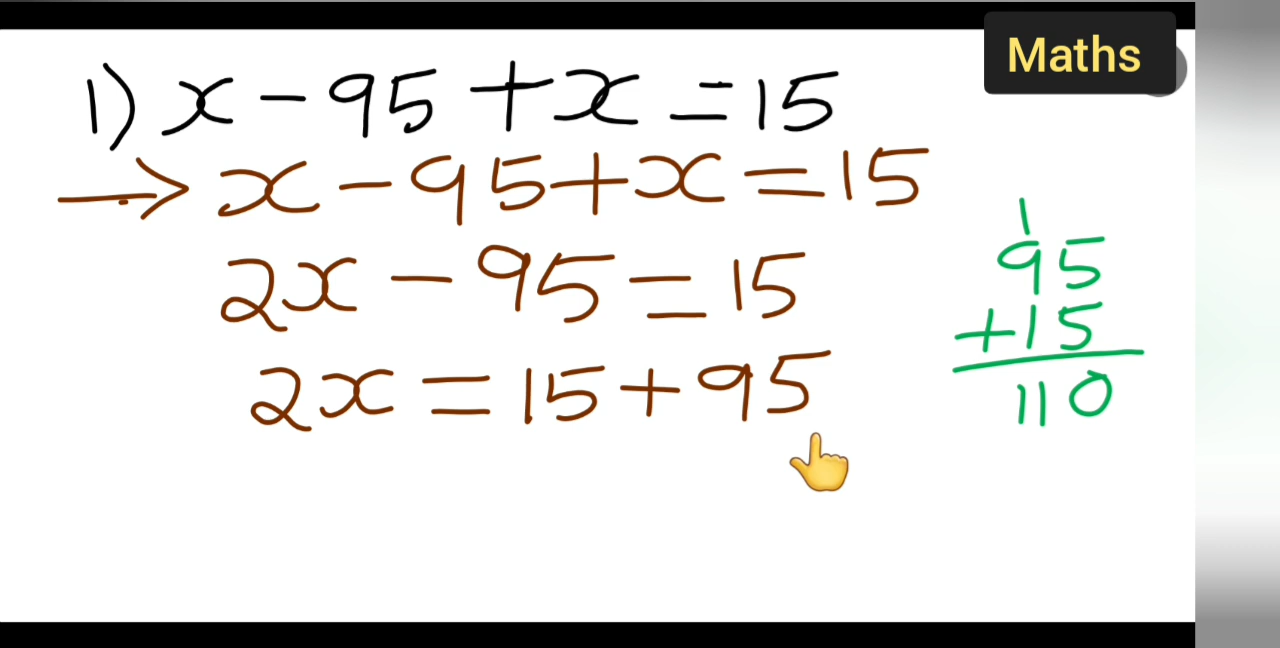 Maths
1) x - 95 + x = 15
→ x - 95 + x = 15
2x - 95 = 15
2x = 15 + 95
1
95
+15
110